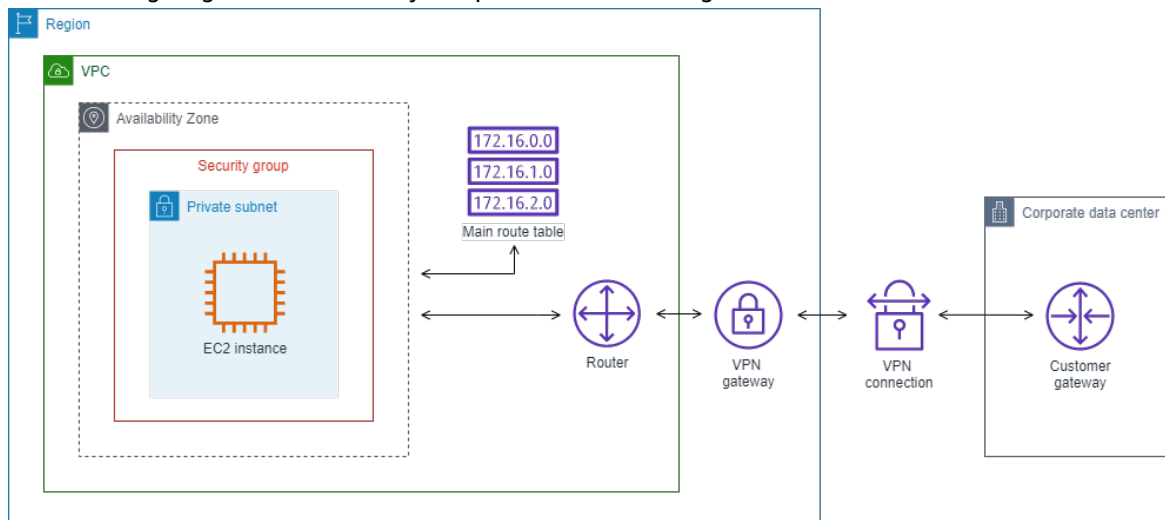 Region
VPC
Availability Zone
Security group
Private subnet
EC2 instance
172.16.0.0
172.16.1.0
172.16.2.0
Main route table
Router
VPN
gateway
VPN
connection
Corporate data center
Customer
gateway